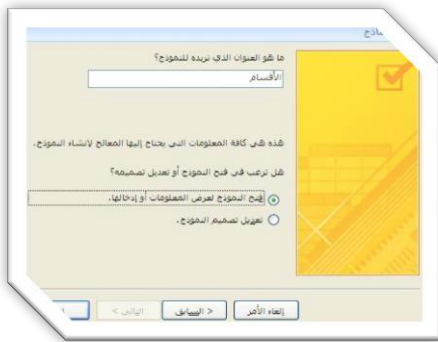 ما هو العنوان الذي تريده للنموذج؟
الأقسام
هذه هي كافة المعلومات التي يحتاج إليها المعالج لإنشاء النموذج.
هل ترغب في فتح النموذج أو تعديل تصميمه؟
فتح النموذج لعرض المعلومات أو إدخالها.
تعديل تصميم النموذج.
إلغاء الأمر
< السابق
التالي >